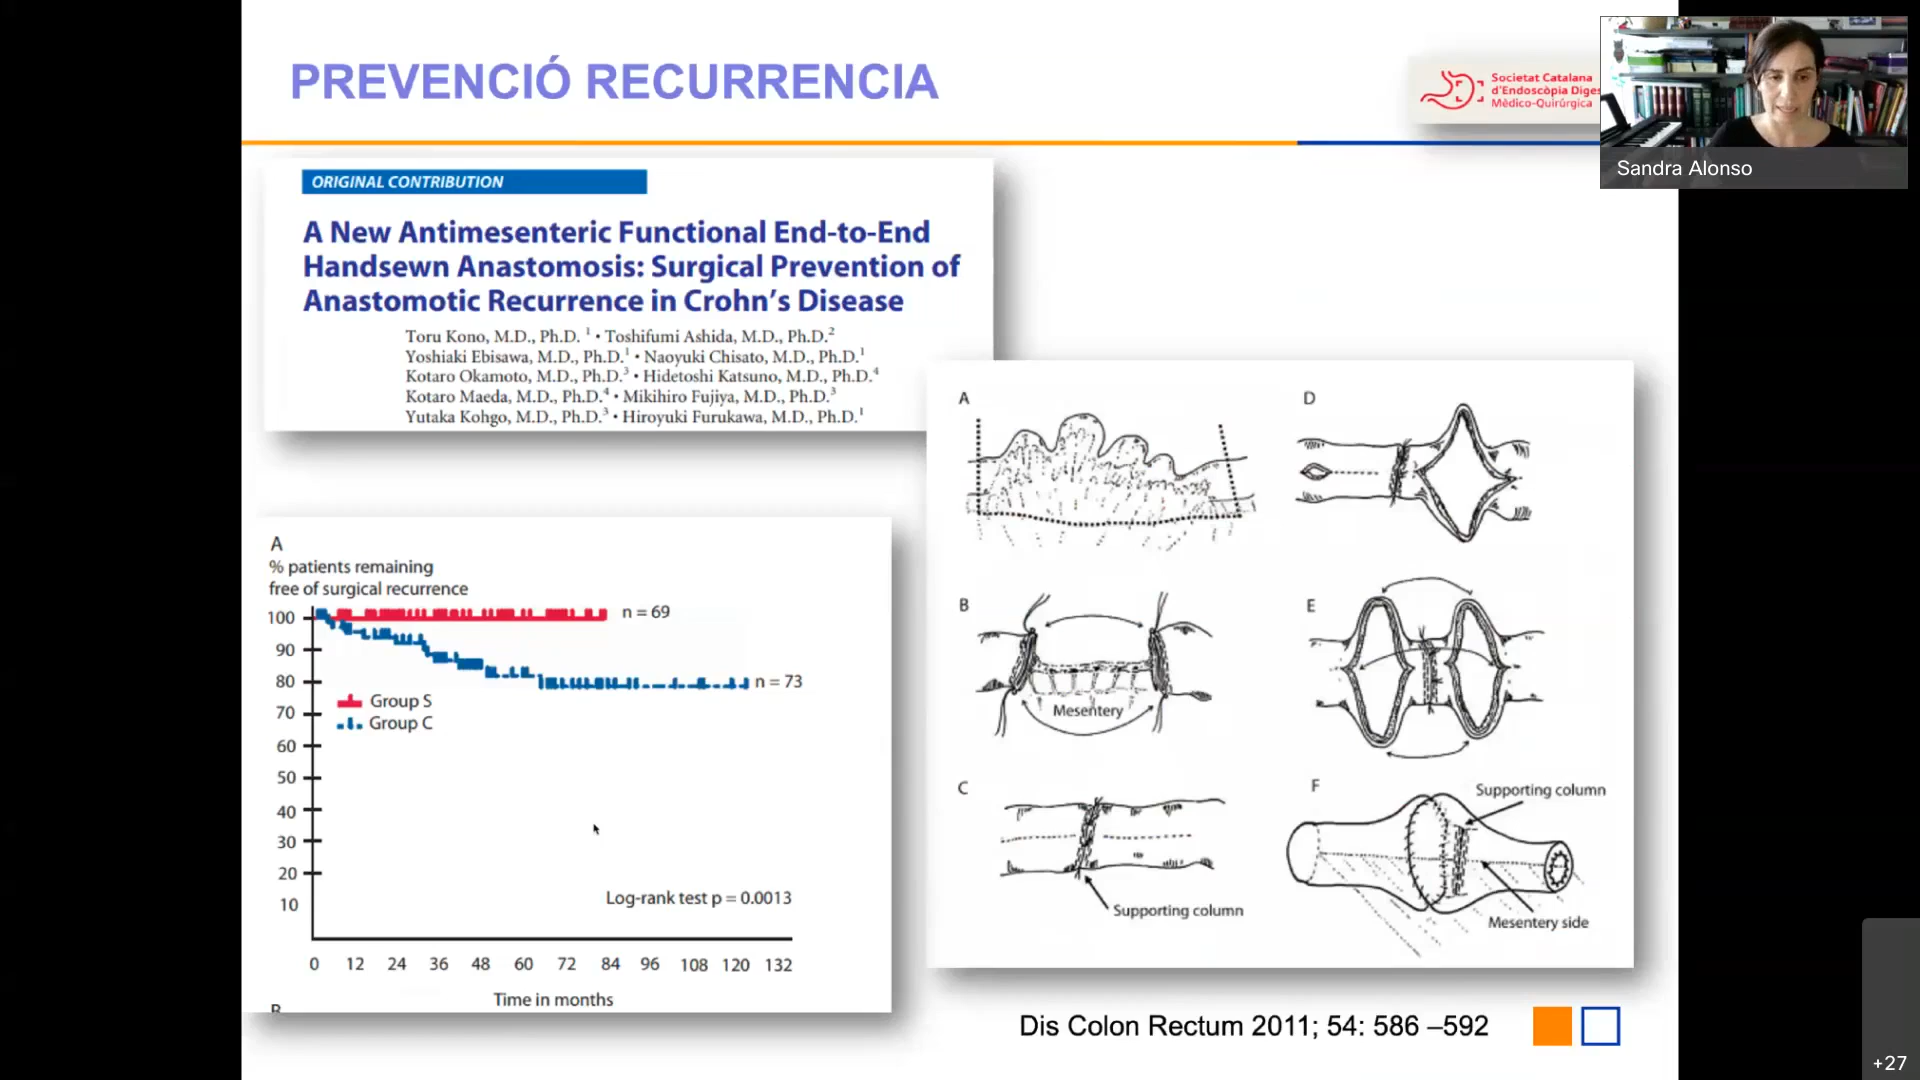 PREVENCIÓ RECURRENCIA
Societat Catalana
d'Endoscòpia Diges
Mèdico-Quirúrgica
Sandra Alonso
ORIGINAL CONTRIBUTION
A New Antimesenteric Functional End-to-End
Handsewn Anastomosis: Surgical Prevention of
Anastomotic Recurrence in Crohn's Disease
Toru Kono, M.D., Ph.D. 1 • Toshifumi Ashida, M.D., Ph.D.2
Yoshiaki Ebisawa, M.D., Ph.D.1 • Naoyuki Chisato, M.D., Ph.D.1
Kotaro Okamoto, M.D., Ph.D.3 • Hidetoshi Katsuno, M.D., Ph.D.4
Kotaro Maeda, M.D., Ph.D.4 • Mikihiro Fujiya, M.D., Ph.D.3
Yutaka Kohgo, M.D., Ph.D.3 • Hiroyuki Furukawa, M.D., Ph.D.1
A
% patients remaining
free of surgical recurrence
100
90
80
70
60
50
40
30
20
10
n = 69
n = 73
Group S
Group C
Log-rank test p = 0.0013
0 12 24 36 48 60 72 84 96 108 120 132
Time in months
A
B
Mesentery
C
Supporting column
D
E
F
Supporting column
Mesentery side
Dis Colon Rectum 2011; 54: 586 –592
+27